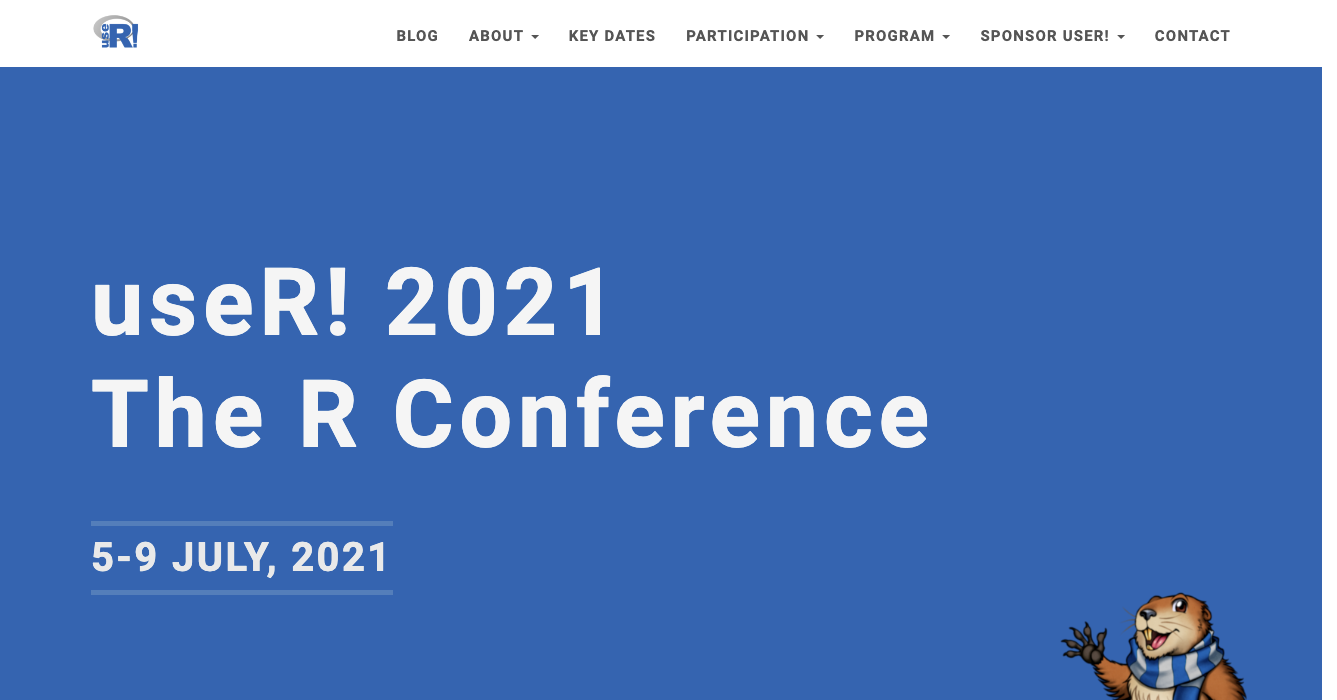 useR!
BLOG ABOUT KEY DATES PARTICIPATION PROGRAM SPONSOR USER! CONTACT
useR! 2021
The R Conference
5-9 JULY, 2021